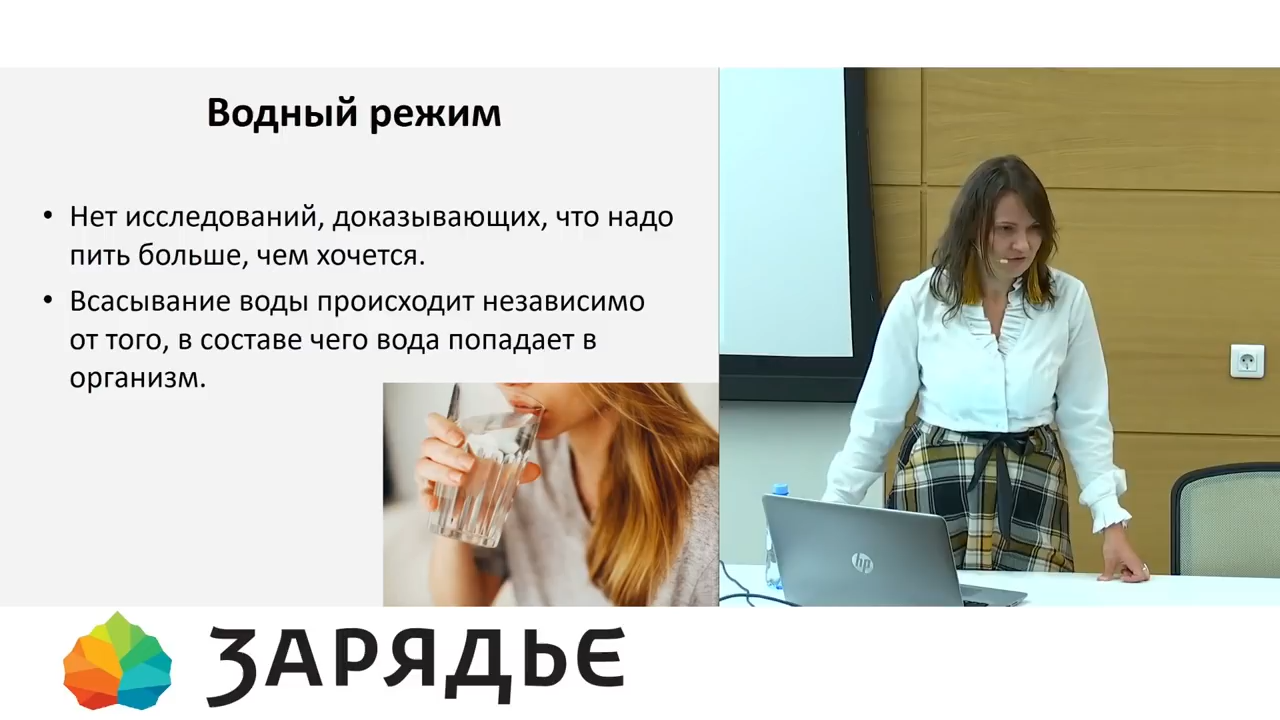 Водный режим
• Нет исследований, доказывающих, что надо
пить больше, чем хочется.
• Всасывание воды происходит независимо
от того, в составе чего вода попадает в
организм.
hp
ЗАРЯДЬЕ